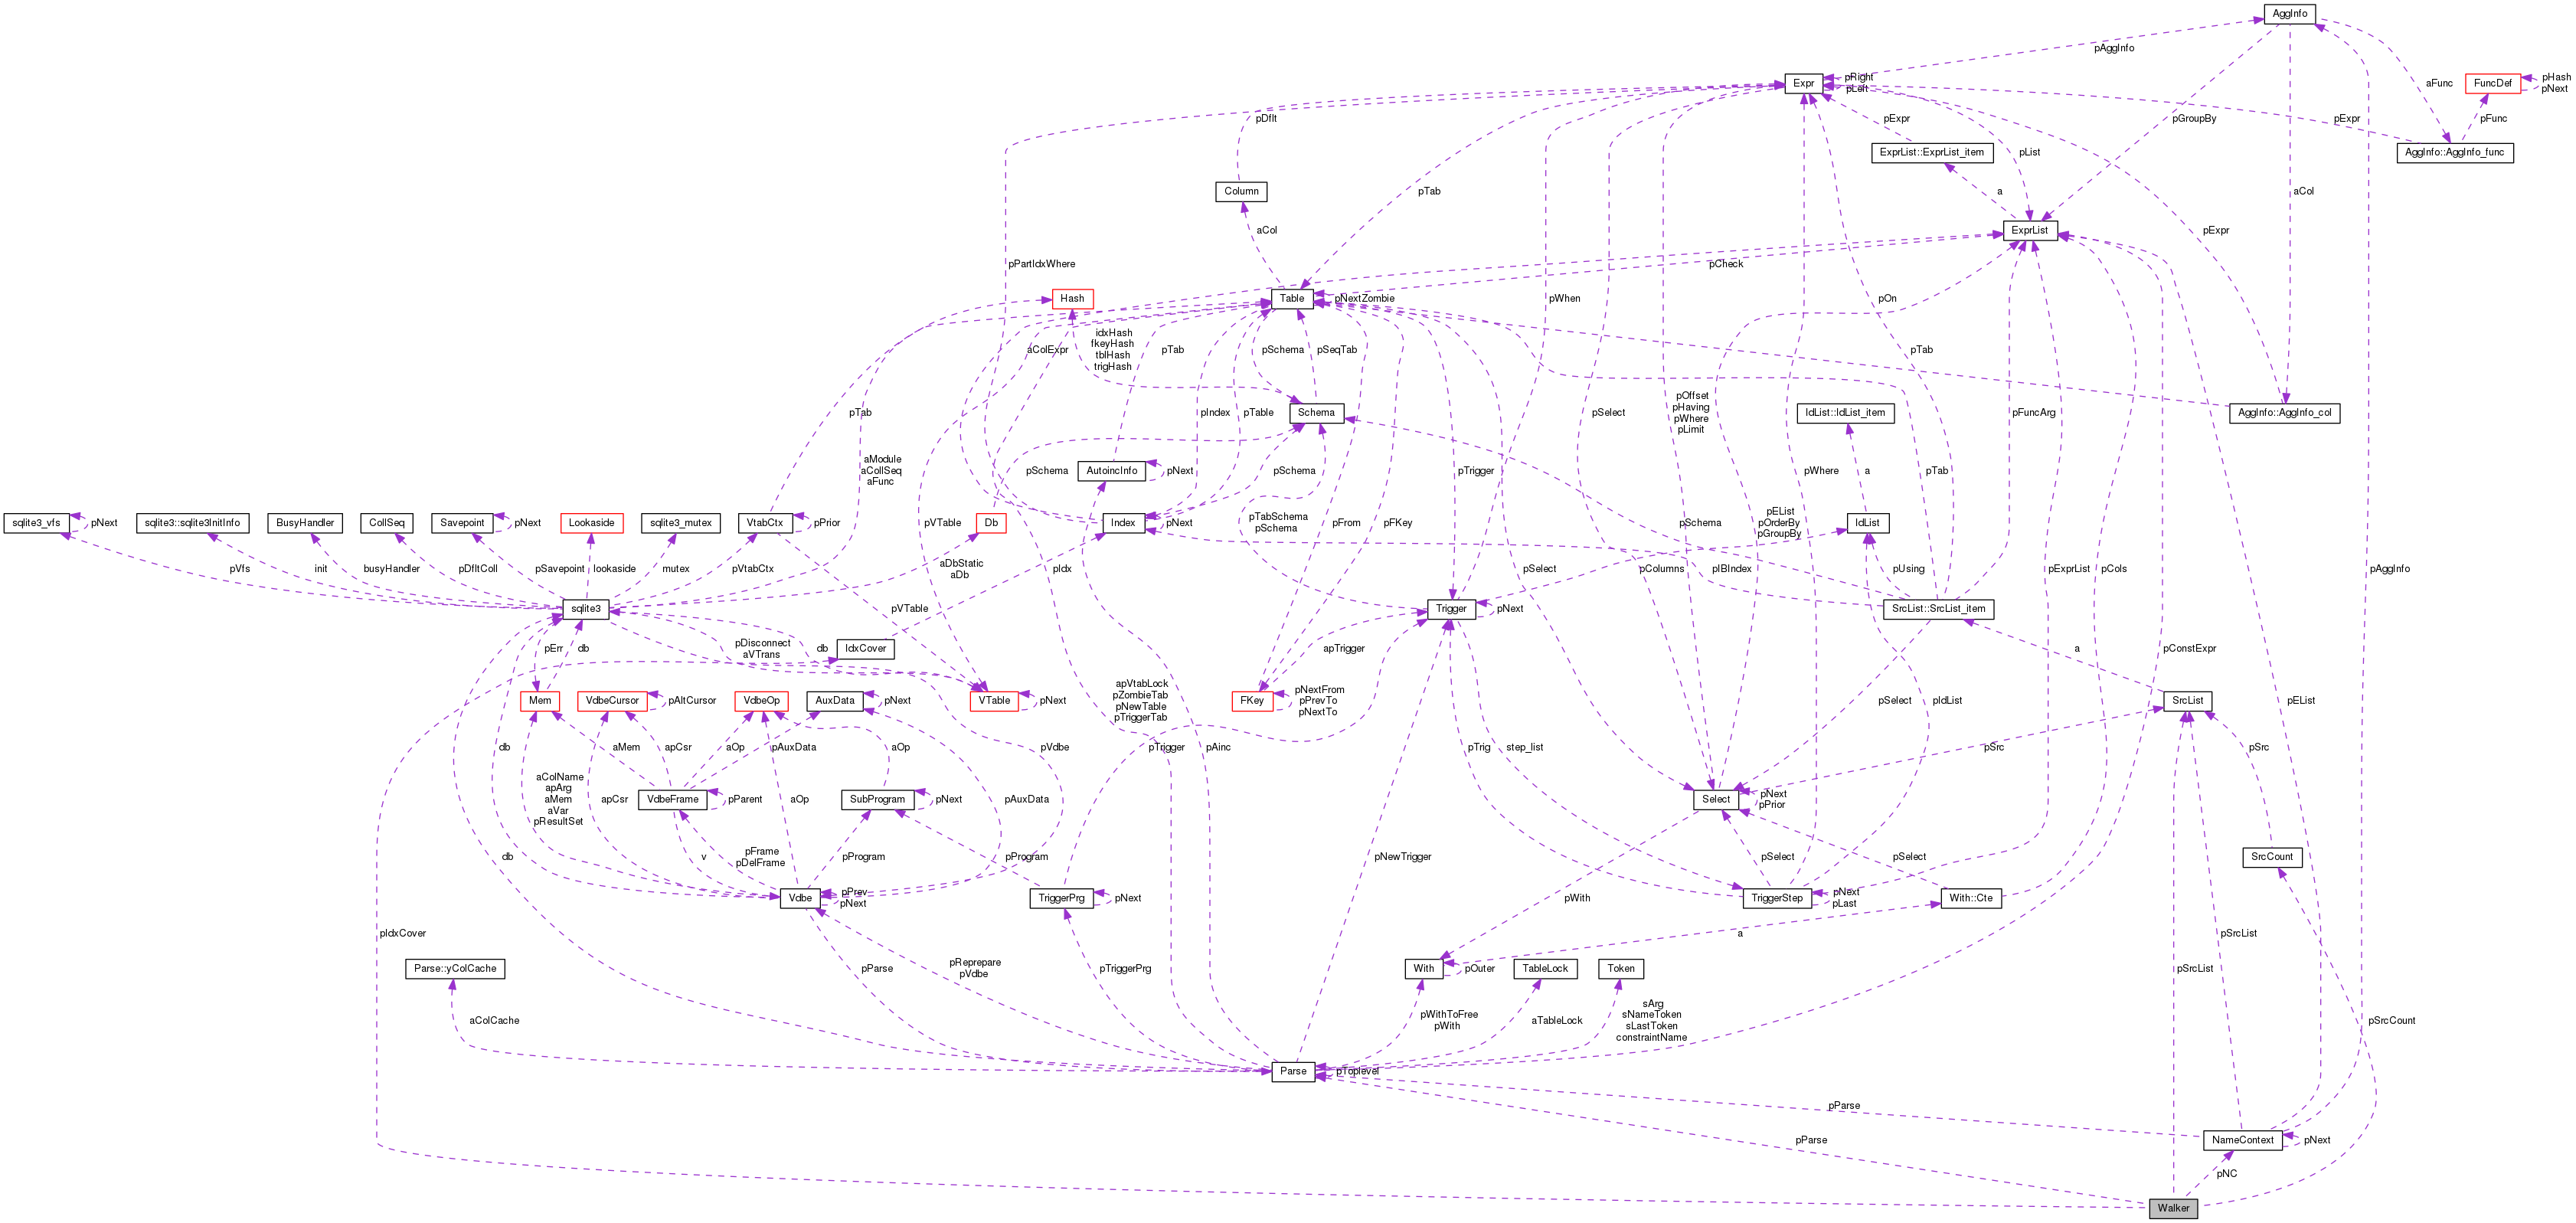 AggInfo
pAggInfo
Expr
pRight
pLeft
aFunc
FuncDef
pHash
pNext
pDflt
pExpr
pGroupBy
pExpr
pFunc
ExprList::ExprList_item
pList
AggInfo::AggInfo_func
Column
pTab
a
aCol
aCol
ExprList
pExpr
pPartIdxWhere
pCheck
Hash
Table
pNextZombie
pWhen
pOn
idxHash
fkeyHash
tblHash
trigHash
aColExpr
pTab
pSchema
pSeqTab
pTab
pTab
pIndex
pTable
Schema
pSelect
pOffset
pHaving
pWhere
pLimit
IdList::IdList_item
pFuncArg
AggInfo::AggInfo_col
aModule
aCollSeq
aFunc
pSchema
AutoincInfo
pNext
pSchema
pTrigger
pWhere
a
pTab
sqlite3_vfs
pNext
sqlite3::sqlite3InitInfo
BusyHandler
CollSeq
Savepoint
pNext
Lookaside
sqlite3_mutex
VtabCtx
pPrior
pVTable
Db
Index
pNext
pTabSchema
pSchema
pFrom
pFKey
pEList
pOrderBy
pGroupBy
pSchema
IdList
pVfs
init
busyHandler
pDfltColl
pSavepoint
lookaside
mutex
pVtabCtx
aDbStatic
aDb
pIdx
pSelect
pColumns
pIBIndex
pUsing
pExprList
pCols
pAggInfo
sqlite3
pVTable
Trigger
pNext
SrcList::SrcList_item
pErr
db
pDisconnect
aVTrans
db
IdxCover
apTrigger
a
pConstExpr
Mem
VdbeCursor
pAltCursor
VdbeOp
AuxData
pNext
VTable
pNext
apVtabLock
pZombieTab
pNewTable
pTriggerTab
FKey
pNextFrom
pPrevTo
pNextTo
pSelect
pIdList
SrcList
pEList
db
aMem
apCsr
aOp
pAuxData
aOp
pVdbe
pTrigger
pAinc
pTrig
step_list
pSrc
pSrc
aColName
apArg
aMem
aVar
pResultSet
apCsr
VdbeFrame
pParent
aOp
SubProgram
pNext
pAuxData
Select
pNext
pPrior
db
v
pFrame
pDelFrame
pProgram
pProgram
pNewTrigger
pSelect
pSelect
SrcCount
Vdbe
pPrev
pNext
TriggerPrg
pNext
pWith
TriggerStep
pNext
pLast
With::Cte
pIdxCover
a
pSrcList
Parse::yColCache
pParse
pReprepare
pVdbe
pTriggerPrg
With
pOuter
TableLock
Token
pSrcList
aColCache
pWithToFree
pWith
aTableLock
sArg
sNameToken
sLastToken
constraintName
pSrcCount
Parse
pToplevel
pParse
pParse
NameContext
pNext
pNC
Walker